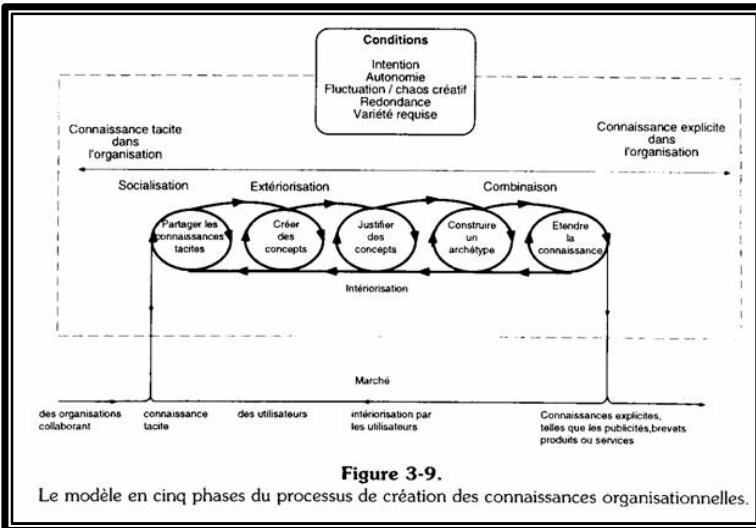 Conditions
Intention
Autonomie
Fluctuation / chaos créatif
Redondance
Variété requise
Connaissance tacite
dans
l'organisation
Connaissance explicite
dans
l'organisation
Socialisation
Extériorisation
Combinaison
Partager les
connaissances
tacites
Créer
des
concepts
Justifier
des
concepts
Construire
un
archétype
Etendre
la
connaissance
Intériorisation
Marché
des organisations
collaborant
connaissance
tacite
des utilisateurs
intériorisation par
les utilisateurs
Connaissances explicites,
telles que les publicités,brevets
produits ou services
Figure 3-9.
Le modèle en cinq phases du processus de création des connaissances organisationnelles.